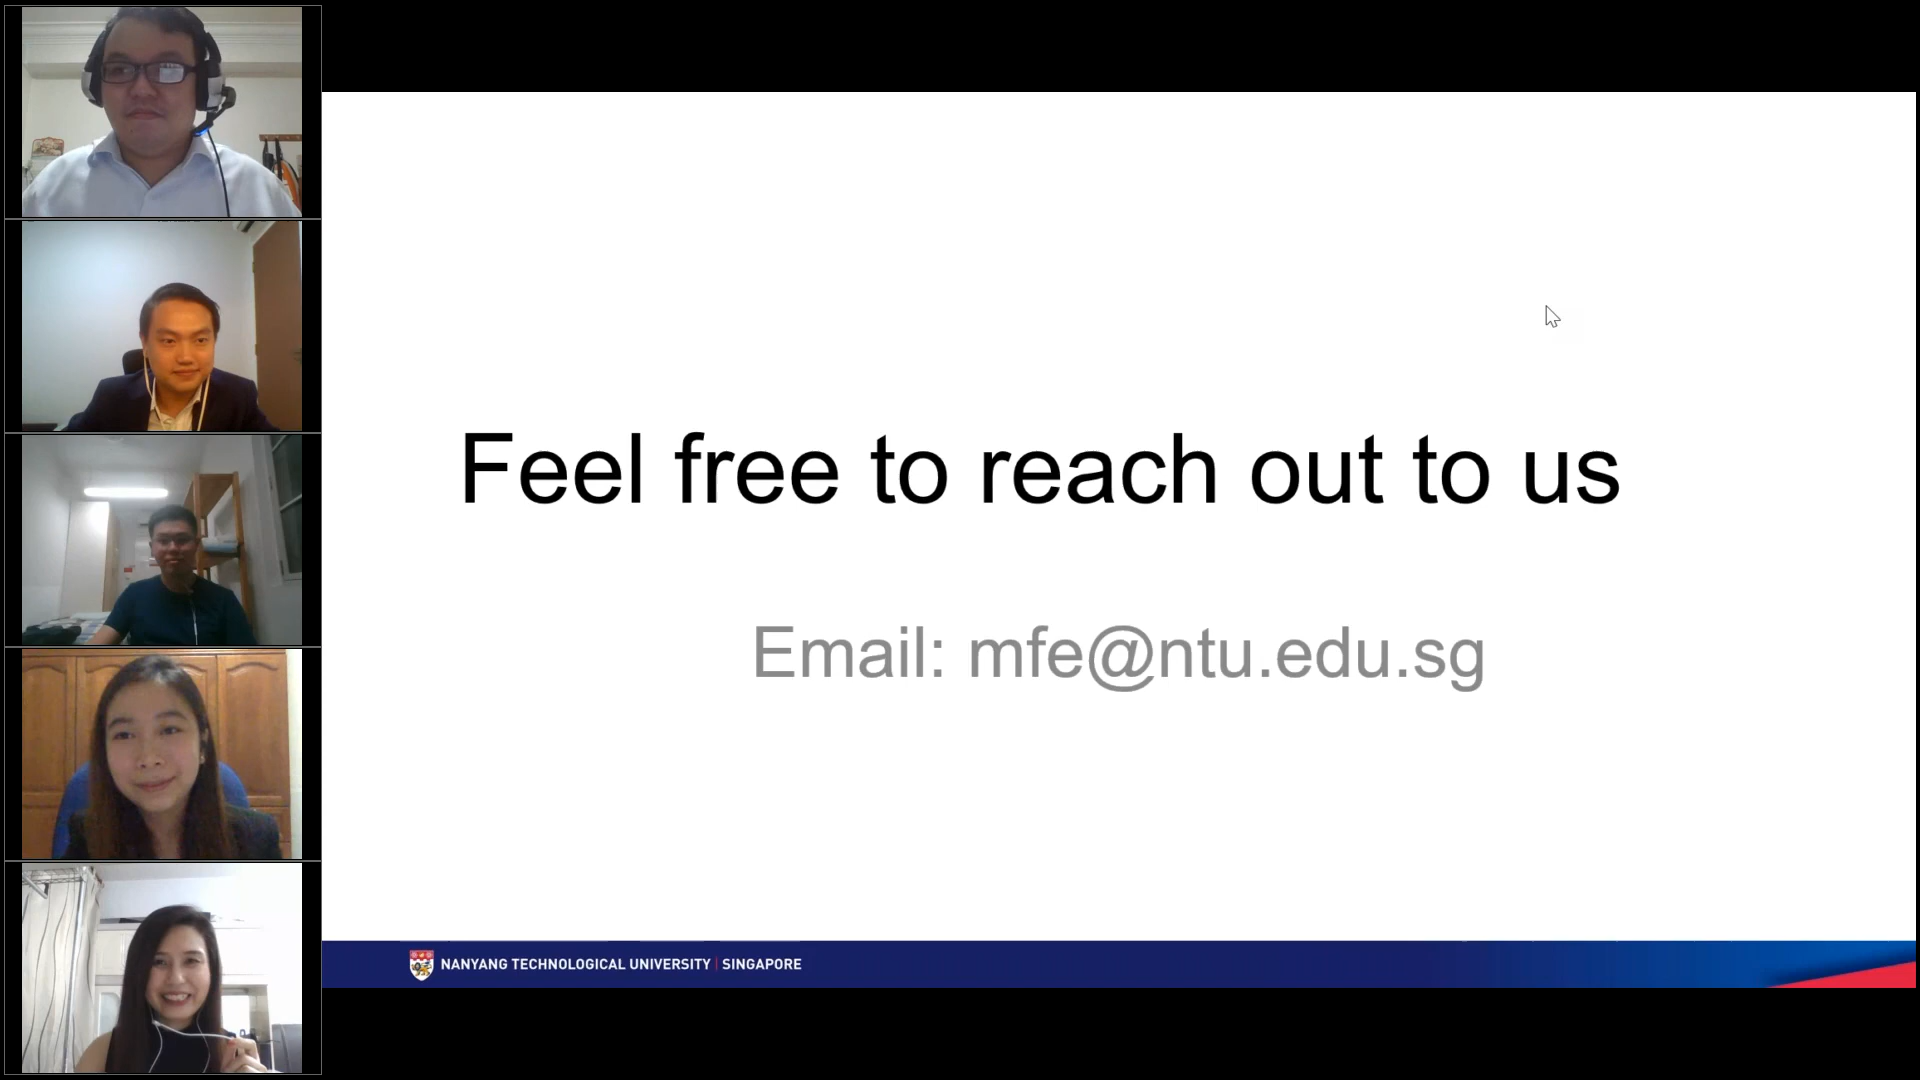 Feel free to reach out to us
Email: mfe@ntu.edu.sg
NANYANG TECHNOLOGICAL UNIVERSITY | SINGAPORE